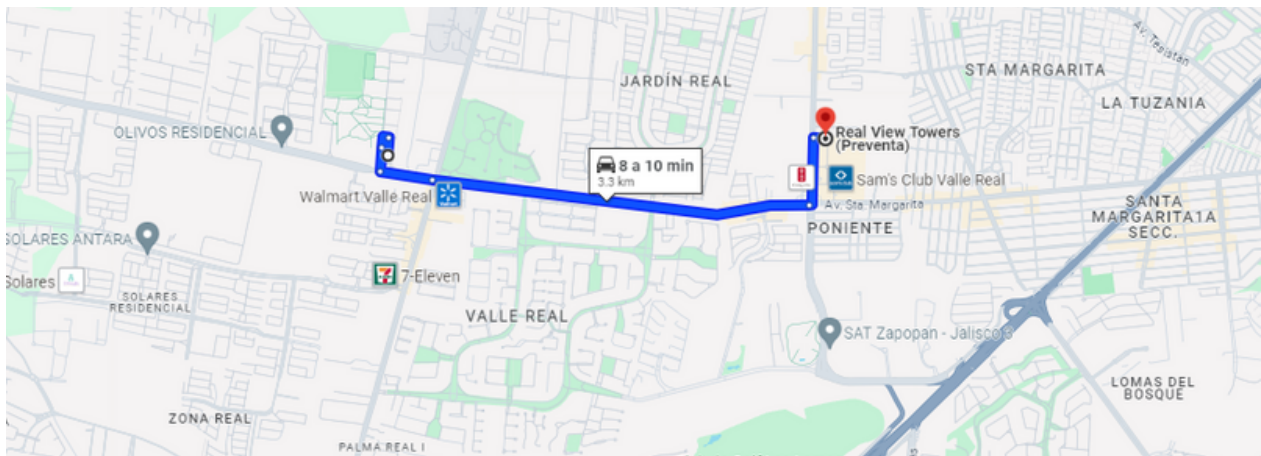 JARDÍN REAL
STA MARGARITA
Av. Tesistán
LA TUZANIA
OLIVOS RESIDENCIAL
Real View Towers
(Preventa)
8 a 10 min
3.3 km
Walmart Valle Real
Sam's Club Valle Real
Av. Sta. Margarita
SANTA
MARGARITA1A
SECC.
PONIENTE
SOLARES ANTARA
Solares
7-Eleven
SOLARES
RESIDENCIAL
VALLE REAL
SAT Zapopan - Jalisco
LOMAS DEL
BOSQUE
ZONA REAL
PALMA REAL I